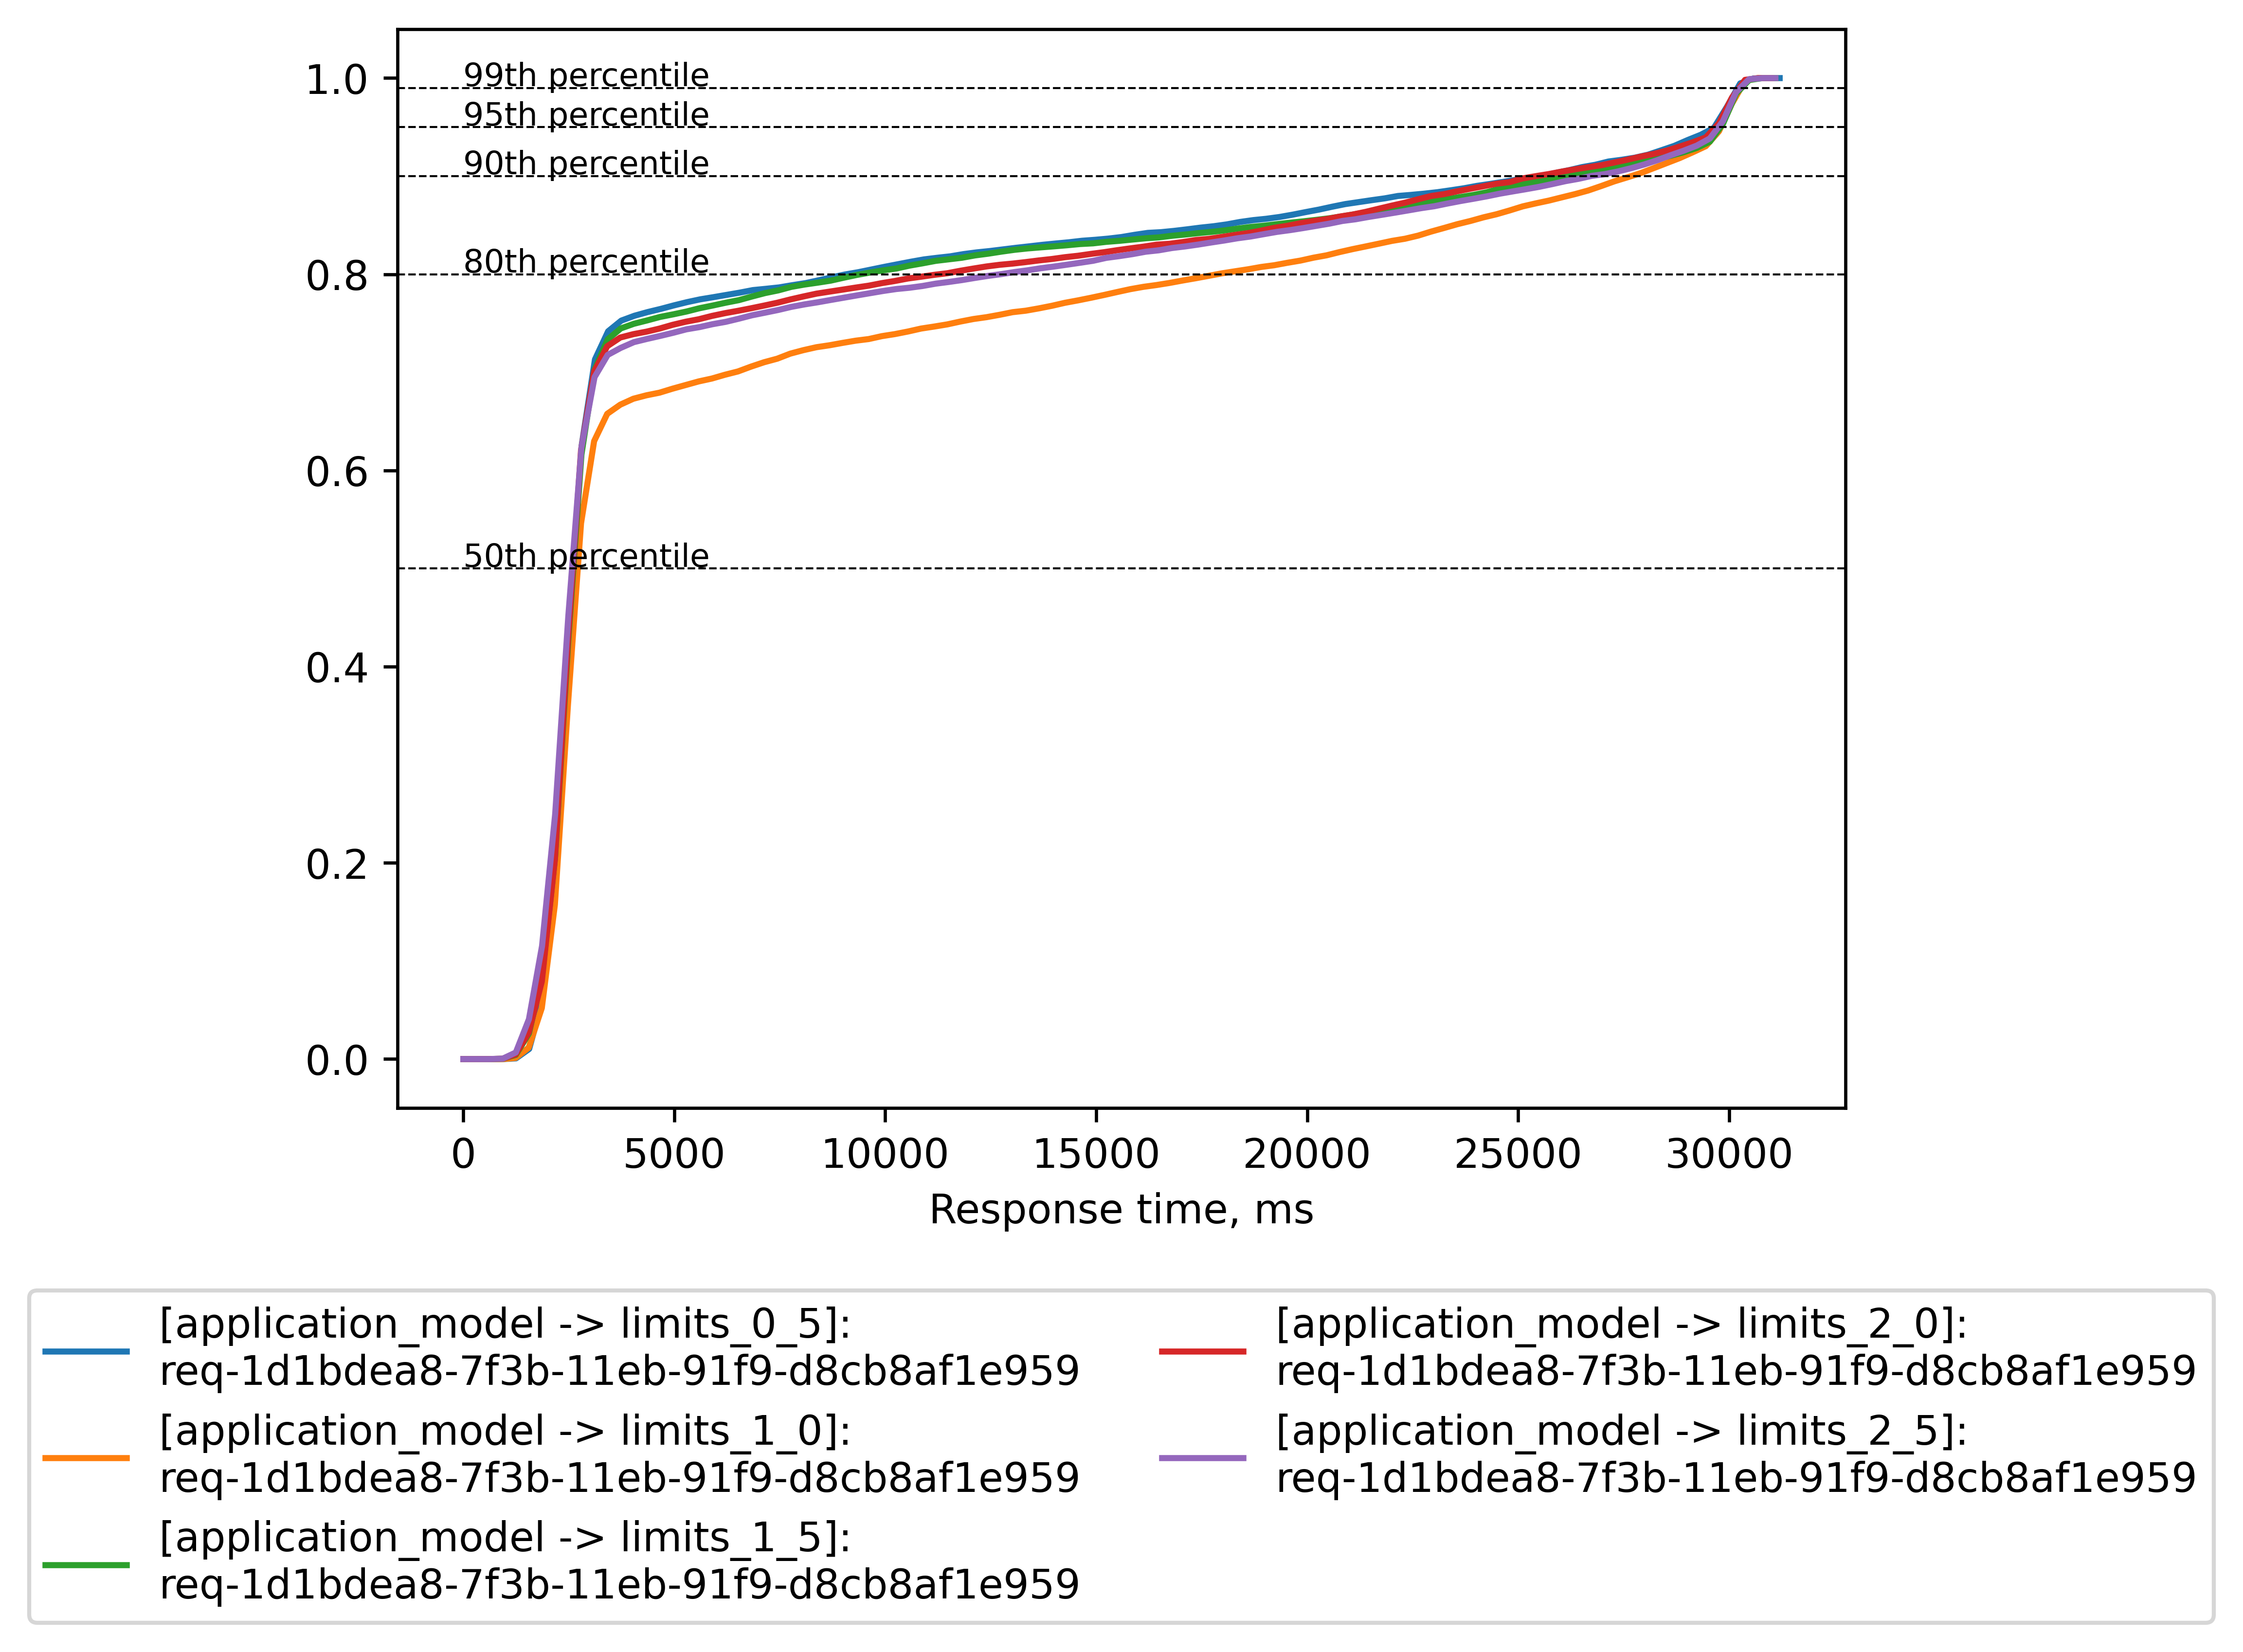 1.0
0.8
0.6
0.4
0.2
0.0
99th percentile
95th percentile
90th percentile
80th percentile
50th percentile
0 5000 10000 15000 20000 25000 30000
Response time, ms
[application_model -> limits_0_5]:
req-1d1bdea8-7f3b-11eb-91f9-d8cb8af1e959
[application_model -> limits_1_0]:
req-1d1bdea8-7f3b-11eb-91f9-d8cb8af1e959
[application_model -> limits_1_5]:
req-1d1bdea8-7f3b-11eb-91f9-d8cb8af1e959
[application_model -> limits_2_0]:
req-1d1bdea8-7f3b-11eb-91f9-d8cb8af1e959
[application_model -> limits_2_5]:
req-1d1bdea8-7f3b-11eb-91f9-d8cb8af1e959